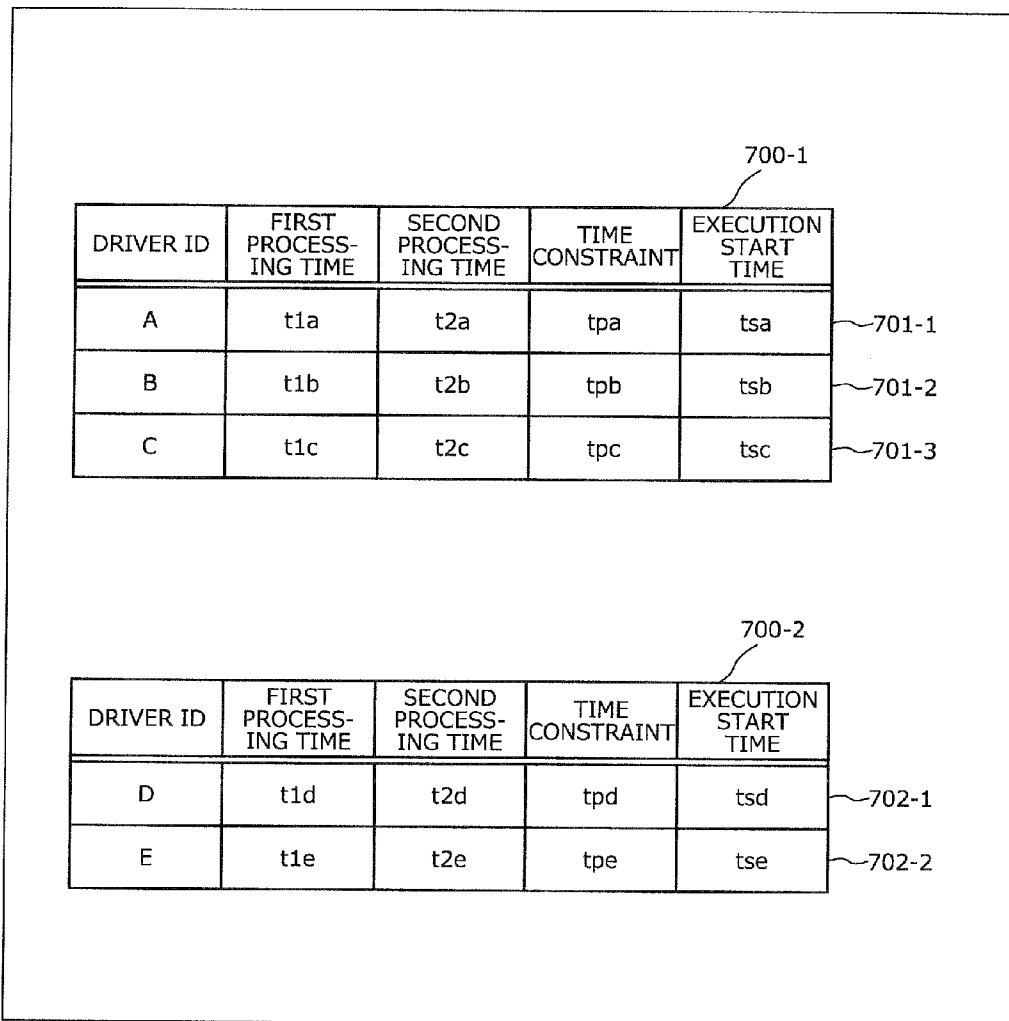 700-1
DRIVER ID
FIRST
PROCESS-
ING TIME
SECOND
PROCESS-
ING TIME
TIME
CONSTRAINT
EXECUTION
START
TIME
A t1a t2a tpa tsa 701-1
B t1b t2b tpb tsb 701-2
C t1c t2c tpc tsc 701-3
700-2
DRIVER ID
FIRST
PROCESS-
ING TIME
SECOND
PROCESS-
ING TIME
TIME
CONSTRAINT
EXECUTION
START
TIME
D t1d t2d tpd tsd 702-1
E t1e t2e tpe tse 702-2